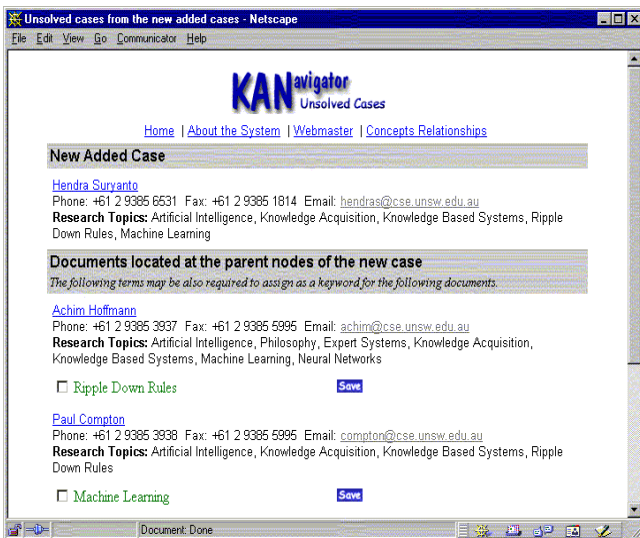 Unsolved cases from the new added cases - Netscape
File Edit View Go Communicator Help
KANavigator
Unsolved Cases
Home | About the System | Webmaster | Concepts Relationships
New Added Case
Hendra Suryanto
Phone: +61 2 9385 6531 Fax: +61 2 9385 1814 Email: hendras@cse.unsw.edu.au
Research Topics: Artificial Intelligence, Knowledge Acquisition, Knowledge Based Systems, Ripple
Down Rules, Machine Learning
Documents located at the parent nodes of the new case
The following terms may be also required to assign as a keyword for the following documents.
Achim Hoffmann
Phone: +61 2 9385 3937 Fax: +61 2 9385 5995 Email: achim@cse.unsw.edu.au
Research Topics: Artificial Intelligence, Philosophy, Expert Systems, Knowledge Acquisition,
Knowledge Based Systems, Machine Learning, Neural Networks
Ripple Down Rules Save
Paul Compton
Phone: +61 2 9385 3938 Fax: +61 2 9385 5995 Email: compton@cse.unsw.edu.au
Research Topics: Artificial Intelligence, Knowledge Acquisition, Knowledge Based Systems, Ripple
Down Rules
Machine Learning Save
Document: Done